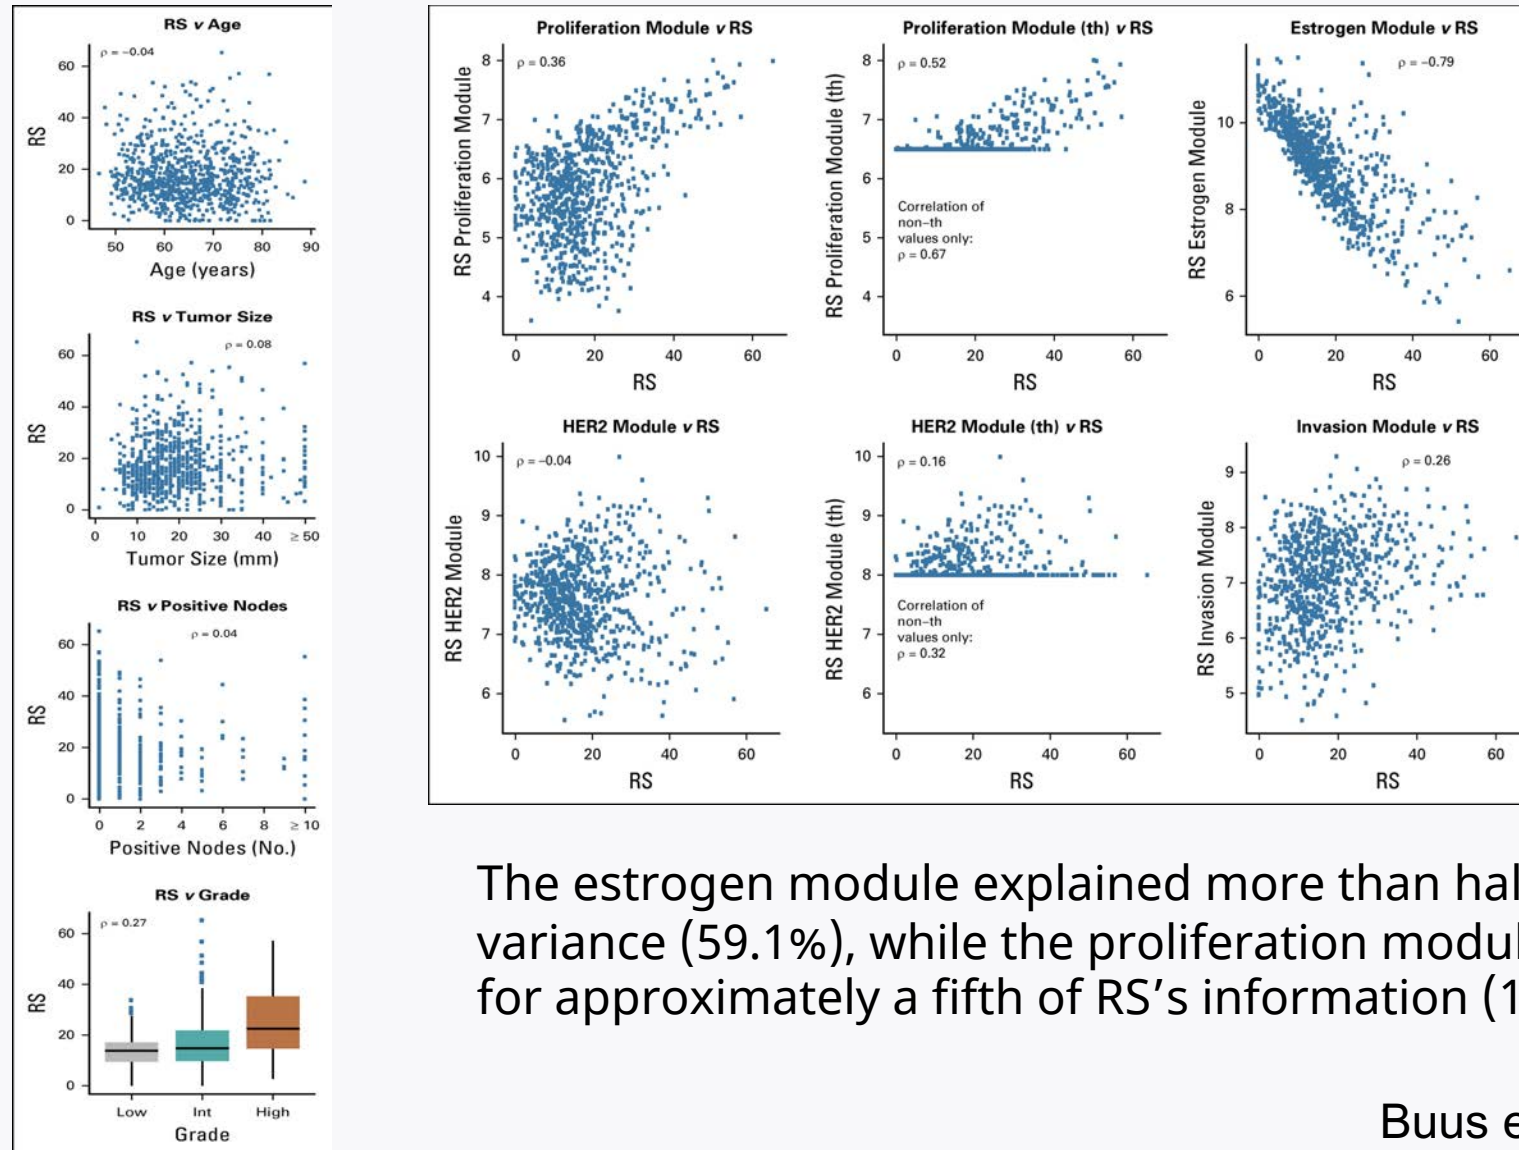 RS v Age
ρ = −0.04
60
40
20
0
RS
50 60 70 80 90
Age (years)
RS v Tumor Size
ρ = 0.08
60
40
20
0
RS
0 10 20 30 40 ≥ 50
Tumor Size (mm)
RS v Positive Nodes
ρ = 0.04
60
40
20
0
RS
0 2 4 6 8 ≥ 10
Positive Nodes (No.)
RS v Grade
ρ = 0.27
60
40
20
0
RS
Low Int High
Grade
Proliferation Module v RS
ρ = 0.36
8
7
6
5
4
RS Proliferation Module
0 20 40 60
RS
Proliferation Module (th) v RS
ρ = 0.52
8
7
6
5
4
RS Proliferation Module (th)
Correlation of
non−th
values only:
ρ = 0.67
0 20 40 60
RS
Estrogen Module v RS
ρ = −0.79
10
8
6
RS Estrogen Module
0 20 40 60
RS
HER2 Module v RS
ρ = −0.04
10
9
8
7
6
RS HER2 Module
0 20 40 60
RS
HER2 Module (th) v RS
ρ = 0.16
10
9
8
7
6
RS HER2 Module (th)
Correlation of
non−th
values only:
ρ = 0.32
0 20 40 60
RS
Invasion Module v RS
ρ = 0.26
9
8
7
6
5
RS Invasion Module
0 20 40 60
RS
The estrogen module explained more than hal
variance (59.1%), while the proliferation modul
for approximately a fifth of RS’s information (1
Buus e